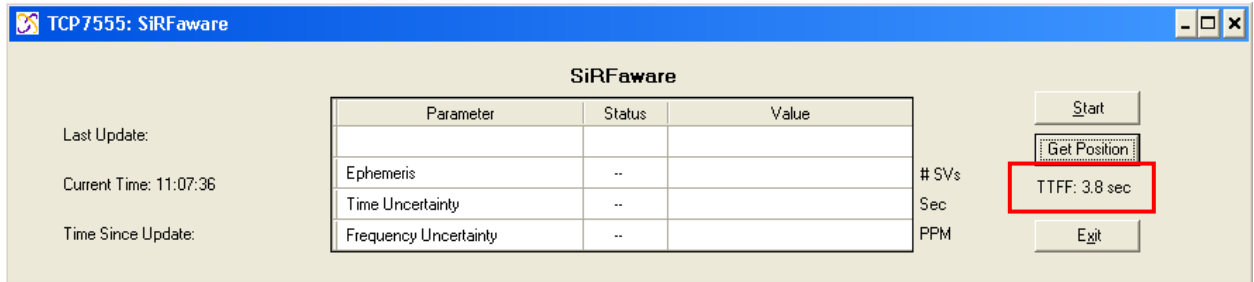 TCP7555: SiRFaware
SiRFaware
Parameter Status Value
Last Update:
Current Time: 11:07:36
Time Since Update:
Ephemeris -- # SVs
Time Uncertainty -- Sec
Frequency Uncertainty -- PPM
Start
Get Position
TTFF: 3.8 sec
Exit